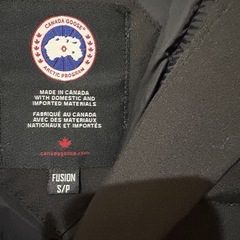 CANADA GOOSE
ARCTIC PROGRAM
MADE IN CANADA
WITH DOMESTIC AND
IMPORTED MATERIALS
FABRIQUÉ AU CANADA
AVEC DES MATERIAUX
NATIONAUX ET IMPORTÉS
canadagoose.com
FUSION
S/P